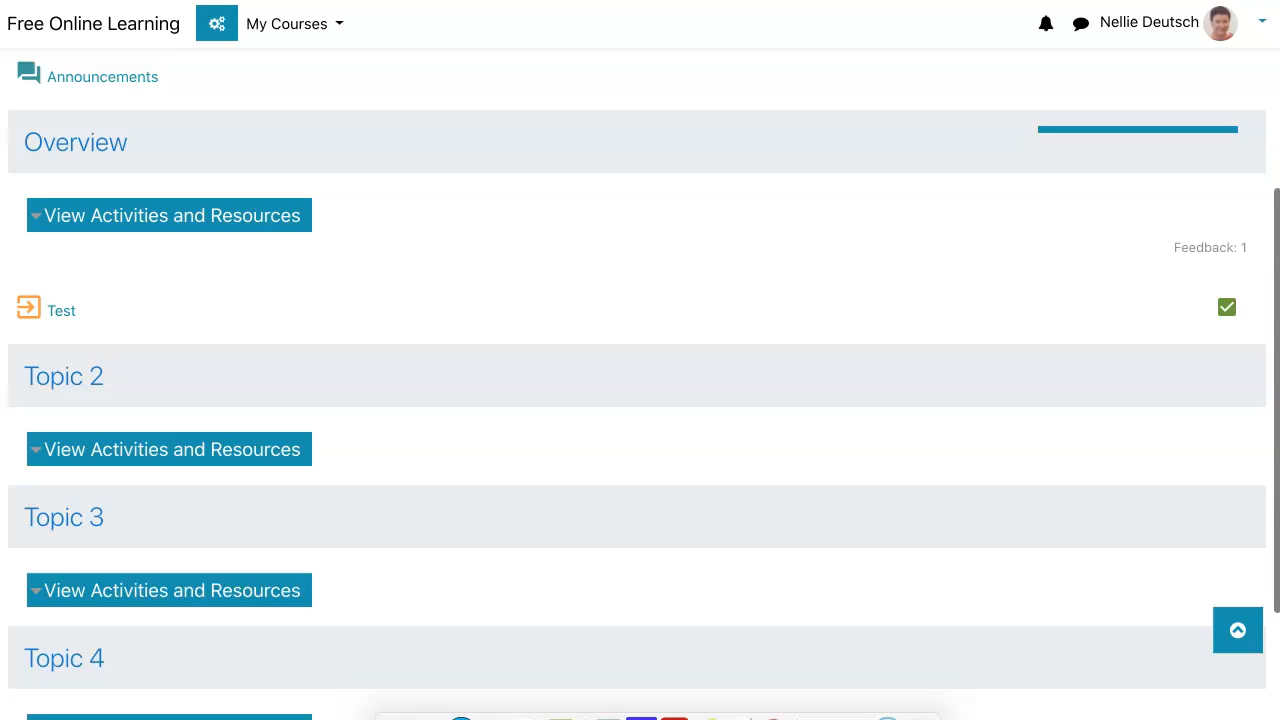 Free Online Learning My Courses Nellie Deutsch
Announcements
Overview
View Activities and Resources
Feedback: 1
Test
Topic 2
View Activities and Resources
Topic 3
View Activities and Resources
Topic 4